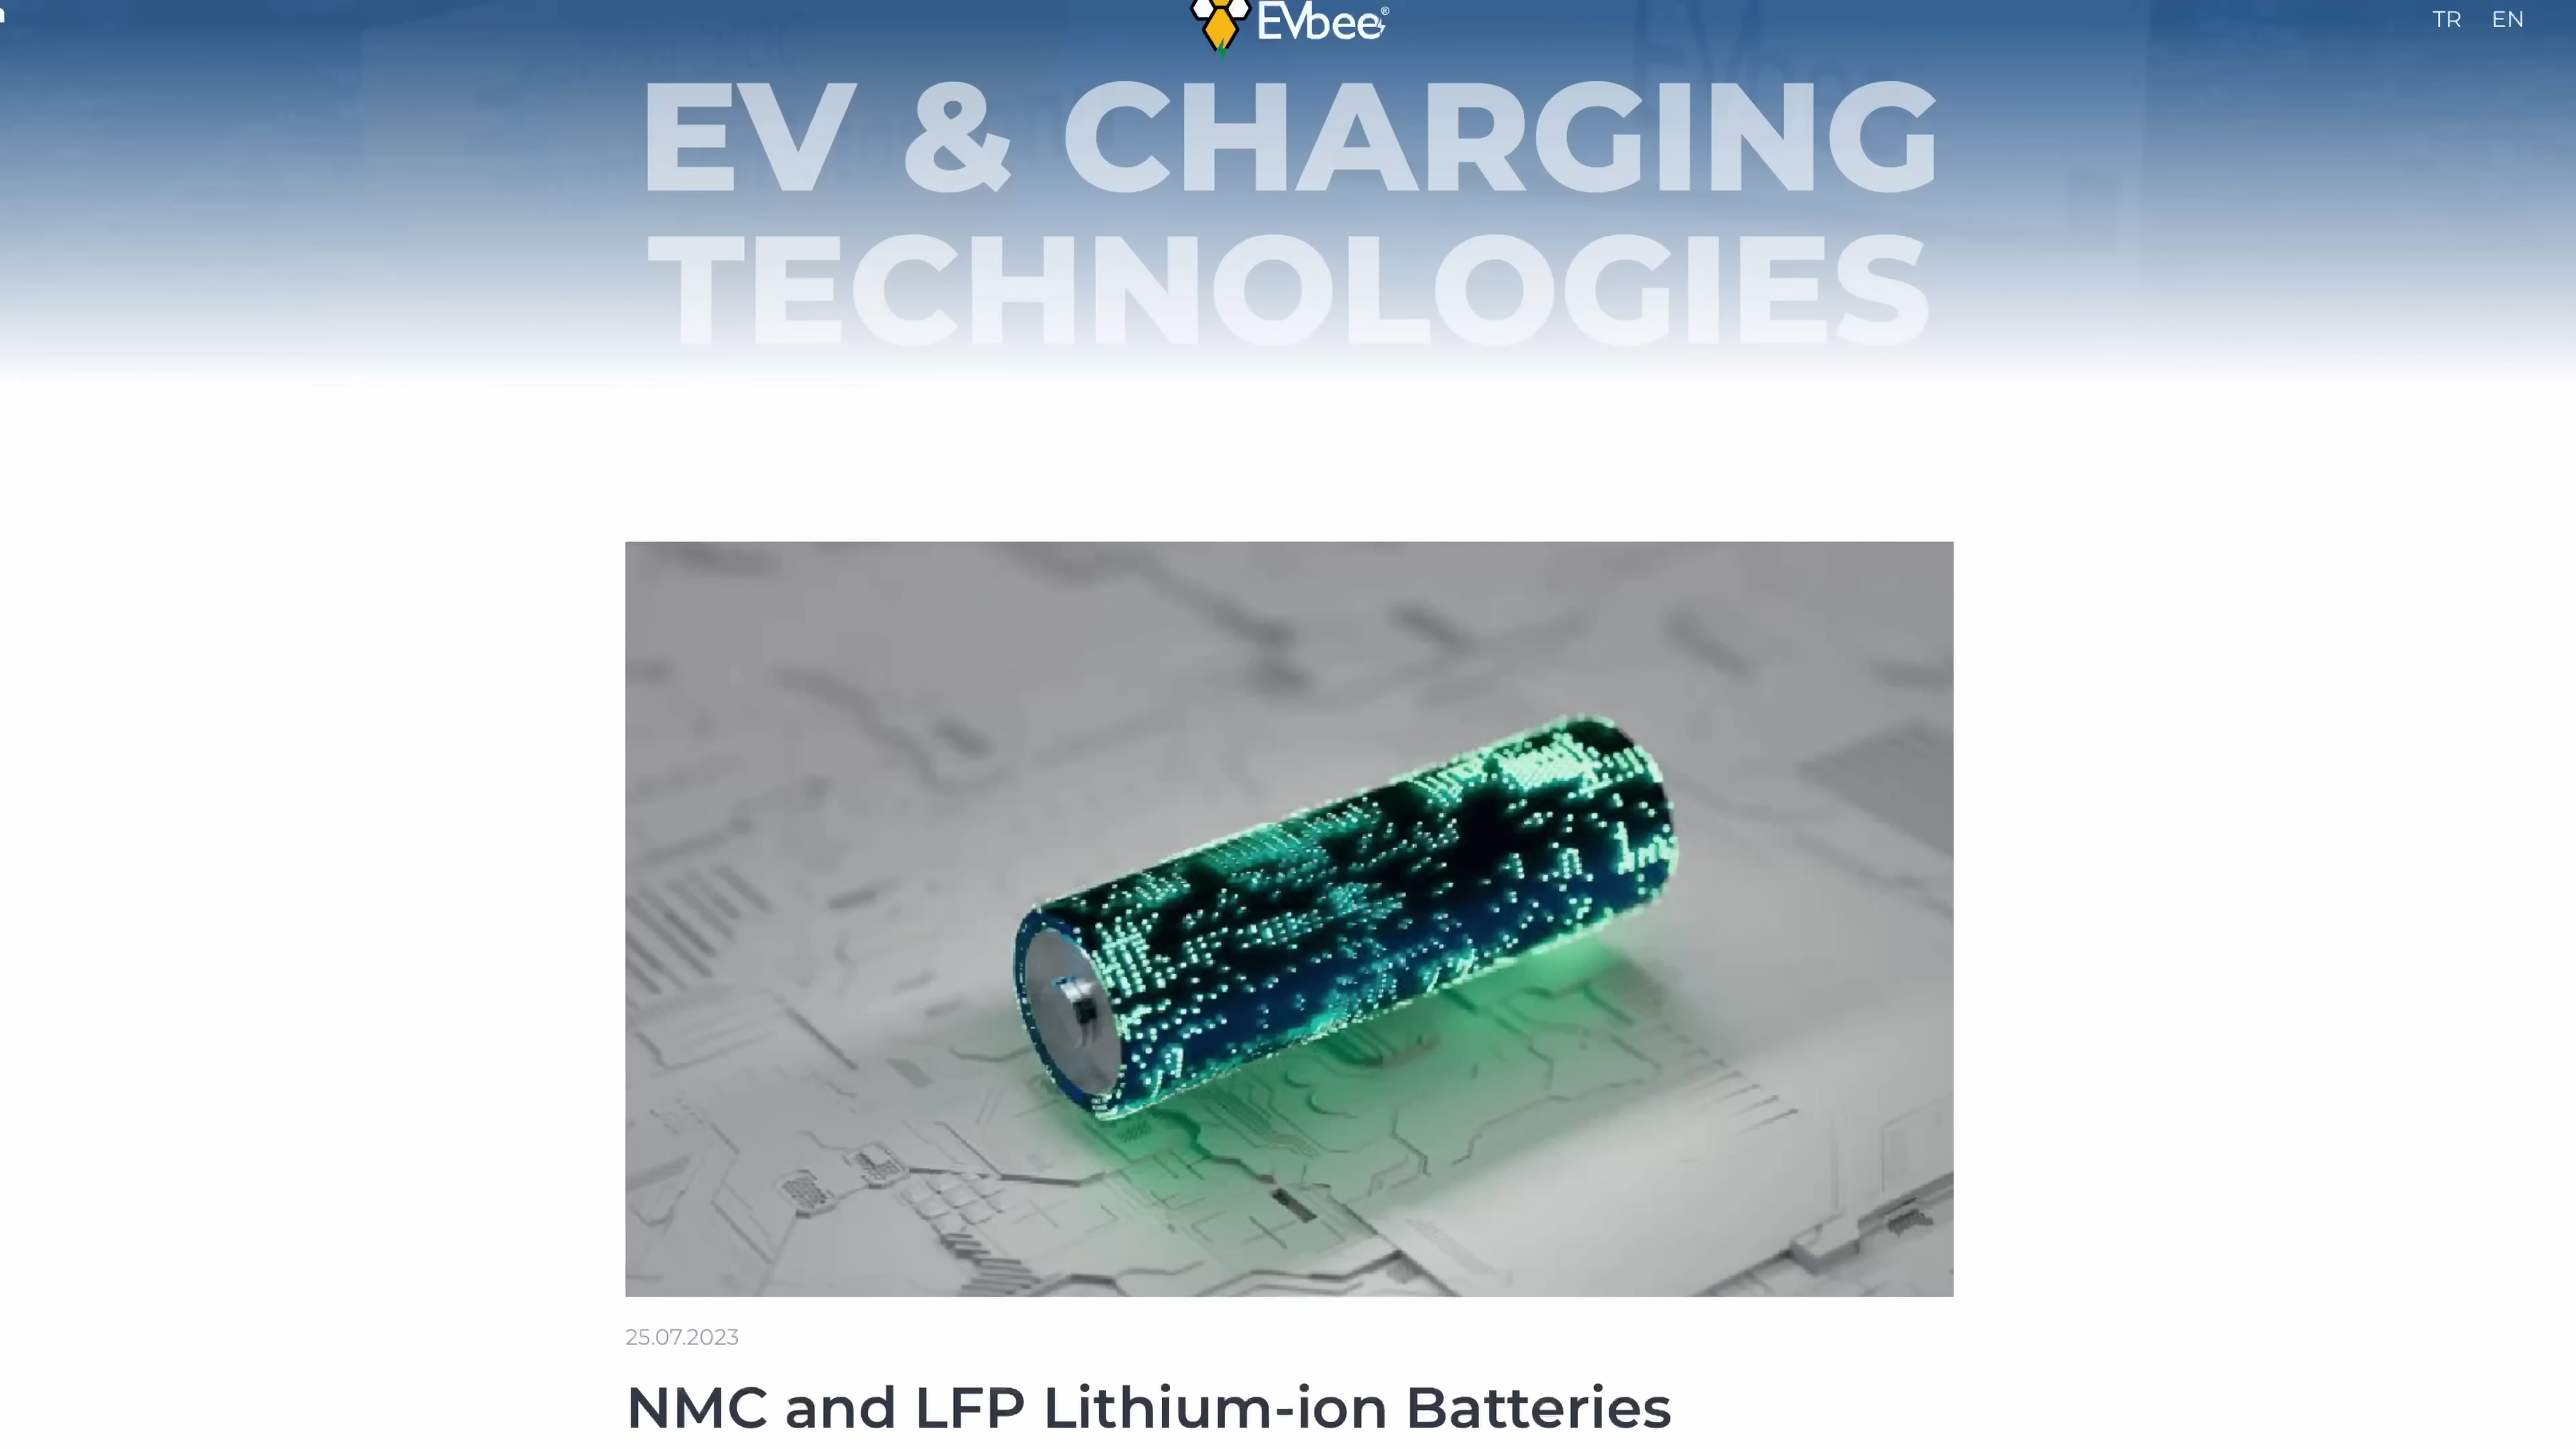 EVbee®
TR EN
EV & CHARGING
TECHNOLOGIES
25.07.2023
NMC and LFP Lithium-ion Batteries